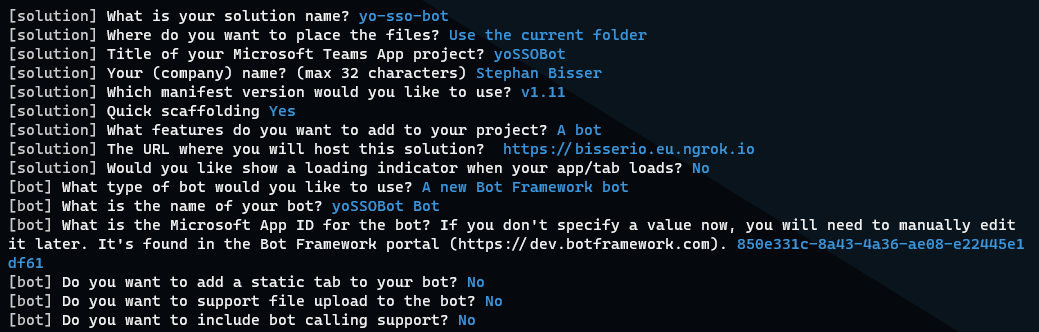 [solution] What is your solution name? yo-sso-bot
[solution] Where do you want to place the files? Use the current folder
[solution] Title of your Microsoft Teams App project? yoSSOBot
[solution] Your (company) name? (max 32 characters) Stephan Bisser
[solution] Which manifest version would you like to use? v1.11
[solution] Quick scaffolding Yes
[solution] What features do you want to add to your project? A bot
[solution] The URL where you will host this solution?  https://bisserio.eu.ngrok.io
[solution] Would you like show a loading indicator when your app/tab loads? No
[bot] What type of bot would you like to use? A new Bot Framework bot
[bot] What is the name of your bot? yoSSOBot Bot
[bot] What is the Microsoft App ID for the bot? If you don't specify a value now, you will need to manually edit
it later. It's found in the Bot Framework portal (https://dev.botframework.com). 850e331c-8a43-4a36-ae08-e22445e1
df61
[bot] Do you want to add a static tab to your bot? No
[bot] Do you want to support file upload to the bot? No
[bot] Do you want to include bot calling support? No